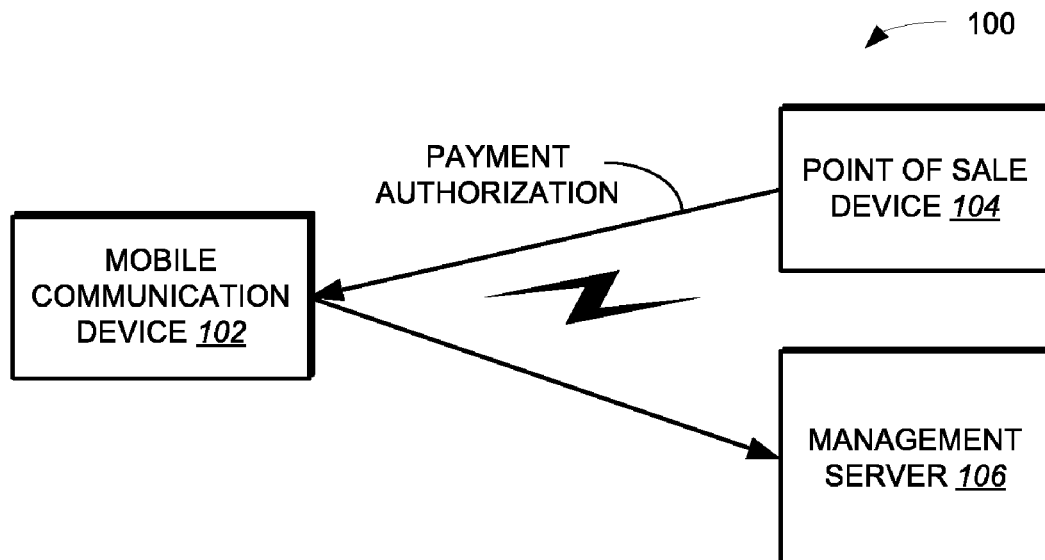 100
PAYMENT
AUTHORIZATION
POINT OF SALE
DEVICE 104
MOBILE
COMMUNICATION
DEVICE 102
MANAGEMENT
SERVER 106